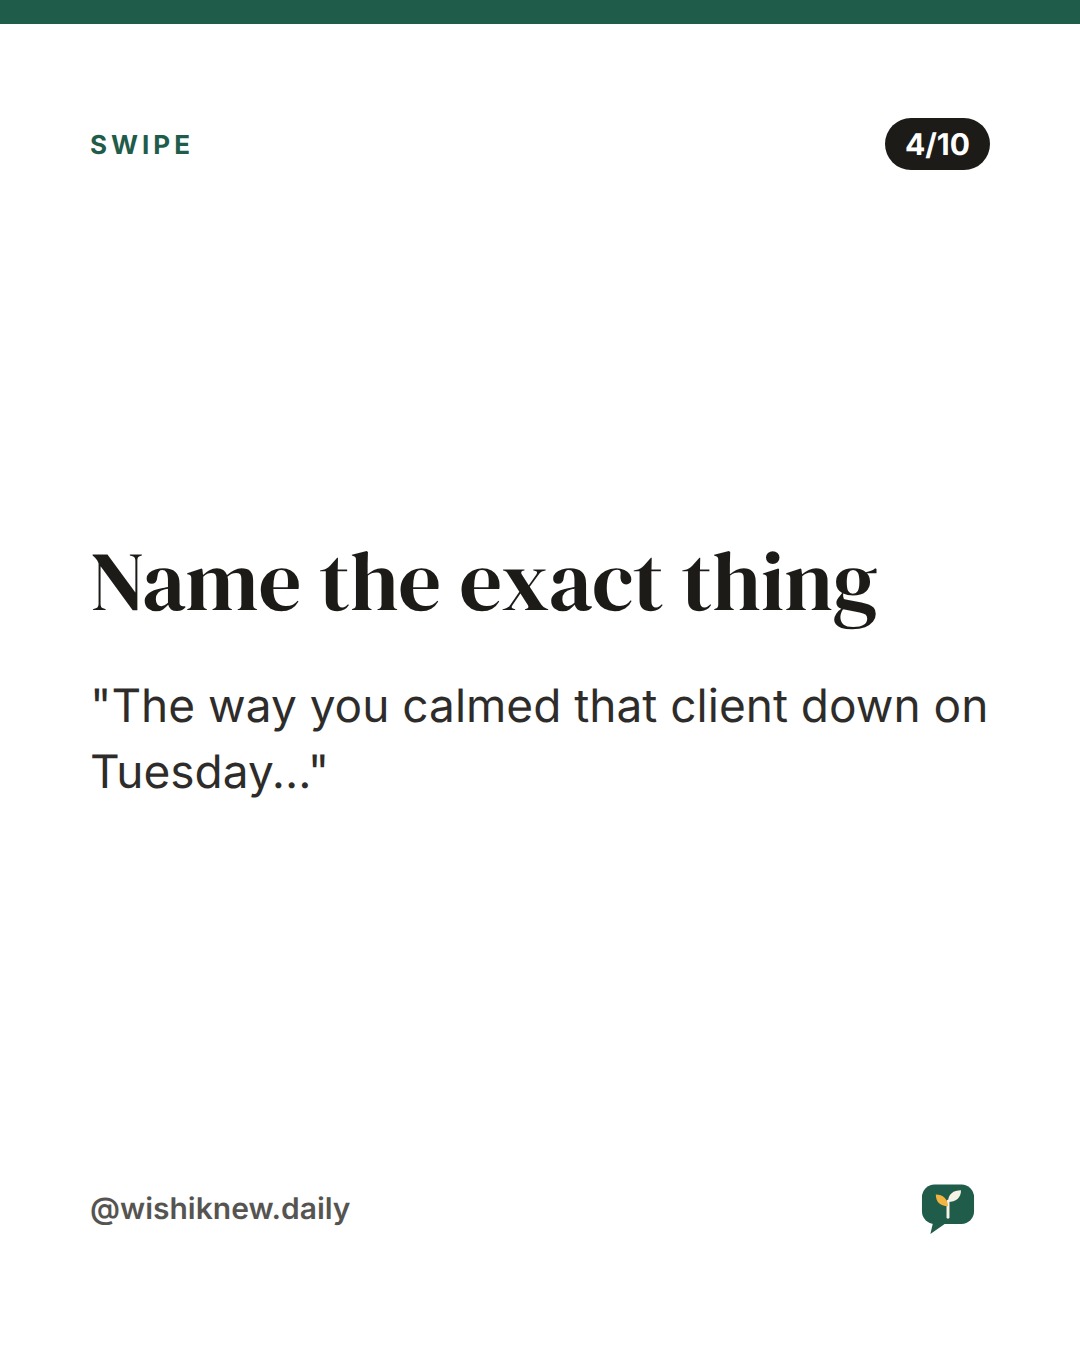 SWIPE
4/10
Name the exact thing
"The way you calmed that client down on
Tuesday..."
@wishiknew.daily